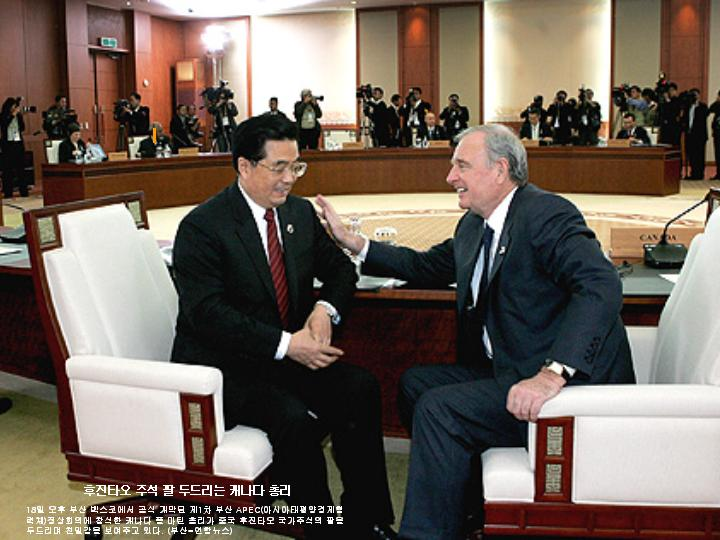 CANADA
후진타오 주석 팔 두드리는 캐나다 총리
18일 오후 부산 벡스코에서 공식 개막된 제1차 부산 APEC(아시아태평양경제협
력체)정상회의에 참석한 캐나다 폴 마틴 총리가 중국 후진타오 국가주석의 팔을
두드리며 친밀감을 보여주고 있다. (부산=연합뉴스)